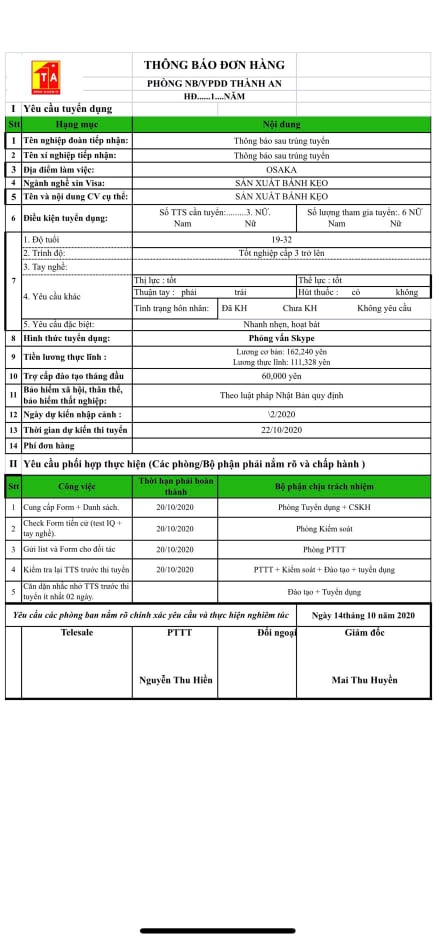 TA
THÔNG BÁO ĐƠN HÀNG
PHÒNG NB/VPDD THÀNH AN
HĐ......1....NĂM
I Yêu cầu tuyển dụng
Stt Hạng mục Nội dung
1 Tên nghiệp đoàn tiếp nhận: Thông báo sau trúng tuyển
2 Tên xí nghiệp tiếp nhận: Thông báo sau trúng tuyển
3 Địa điểm làm việc: OSAKA
4 Ngành nghề xin Visa: SẢN XUẤT BÁNH KẸO
5 Tên và nội dung CV cụ thể: SẢN XUẤT BÁNH KẸO
6 Điều kiện tuyển dụng: Số TTS cần tuyển:.........3. NỮ. Số lượng tham gia tuyển:. 6 NỮ
Nam Nữ Nam Nữ
7
1. Độ tuổi 19-32
2. Trình độ: Tốt nghiệp cấp 3 trở lên
3. Tay nghề:
4. Yêu cầu khác
Thị lực : tốt Thể lực : tốt
Thuận tay : phải trái Hút thuốc : có không
Tình trạng hôn nhân: Đã KH Chưa KH Không yêu cầu
5. Yêu cầu đặc biệt: Nhanh nhẹn, hoạt bát
8 Hình thức tuyển dụng: Phỏng vấn Skype
9 Tiền lương thực lĩnh : Lương cơ bản: 162,240 yên
Lương thực lĩnh: 111,328 yên
10 Trợ cấp đào tạo tháng đầu 60,000 yên
11 Bảo hiểm xã hội, thân thể, bảo hiểm thất nghiệp: Theo luật pháp Nhật Bản quy định
12 Ngày dự kiến nhập cảnh : \2/2020
13 Thời gian dự kiến thi tuyển 22/10/2020
14 Phí đơn hàng
II Yêu cầu phối hợp thực hiện (Các phòng/Bộ phận phải nắm rõ và chấp hành )
Stt Công việc Thời hạn phải hoàn thành Bộ phận chịu trách nhiệm
1 Cung cấp Form + Danh sách. 20/10/2020 Phòng Tuyển dụng + CSKH
2 Check Form tiến cử (test IQ + tay nghề). 20/10/2020 Phòng Kiểm soát
3 Gửi list và Form cho đối tác 20/10/2020 Phòng PTTT
4 Kiểm tra lại TTS trước thi tuyển 20/10/2020 PTTT + Kiểm soát + Đào tạo + tuyển dụng
5 Căn dặn nhắc nhở TTS trước thi tuyển ít nhất 02 ngày. Đào tạo + Tuyển dụng
Yêu cầu các phòng ban nắm rõ chính xác yêu cầu và thực hiện nghiêm túc Ngày 14tháng 10 năm 2020
Telesale PTTT Đối ngoại Giám đốc
Nguyễn Thu Hiền Mai Thu Huyền